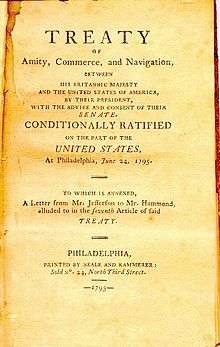 TREATY
OF
Amity, Commerce, and Navigation,
BETWEEN
HIS BRITANNIC MAJESTY
AND THE UNITED STATES OF AMERICA,
BY THEIR PRESIDENT,
WITH THE ADVICE AND CONSENT OF THEIR
SENATE.
CONDITIONALLY RATIFIED
ON THE PART OF THE
UNITED STATES,
At Philadelphia, June 24, 1795.
TO WHICH IS ANNEXED,
A Letter from Mr. Jefferson to Mr. Hammond,
alluded to in the seventh Article of said
TREATY.
PHILADELPHIA,
PRINTED BY NEALE AND KAMMERER:
Sold No. 24, North Third Street.
—1795—